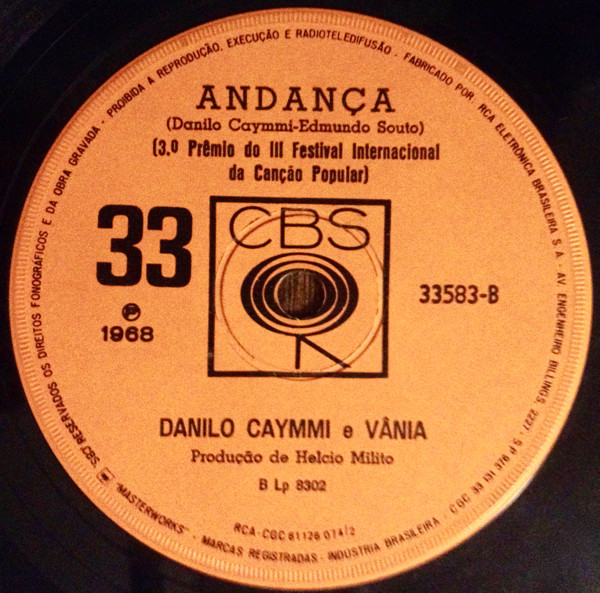 ANDANÇA
(Danilo Caymmi-Edmundo Souto)
(3.º Prêmio do III Festival Internacional
da Canção Popular)
33
CBS
33583-B
℗
1968
DANILO CAYMMI e VÂNIA
Produção de Helcio Milito
B Lp 8302
RCA-CGC 61126 074/2
RESERVADOS OS DIREITOS FONOGRÁFICOS E DA OBRA GRAVADA - PROIBIDA A REPRODUÇÃO, EXECUÇÃO E RADIOTELEDIFUSÃO - FABRICADO POR: RCA ELETRÔNICA BRASILEIRA S. A. - AV. ENGENHEIRO BILLINGS, 2227 - S P
"MASTERWORKS" - MARCAS REGISTRADAS - INDUSTRIA BRASILEIRA - CGC